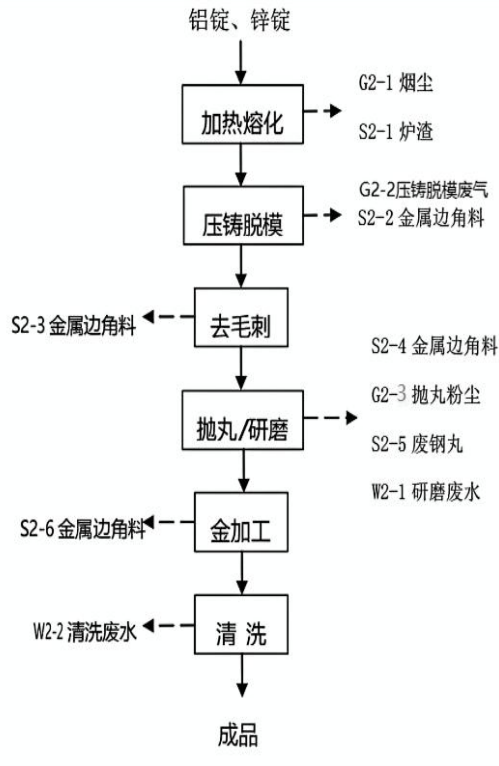 铝锭、锌锭
加热熔化
G2-1 烟尘
S2-1 炉渣
压铸脱模
G2-2压铸脱模废气
S2-2 金属边角料
S2-3 金属边角料
去毛刺
抛丸/研磨
S2-4 金属边角料
G2-3 抛丸粉尘
S2-5 废钢丸
W2-1 研磨废水
S2-6 金属边角料
金加工
W2-2 清洗废水
清 洗
成品